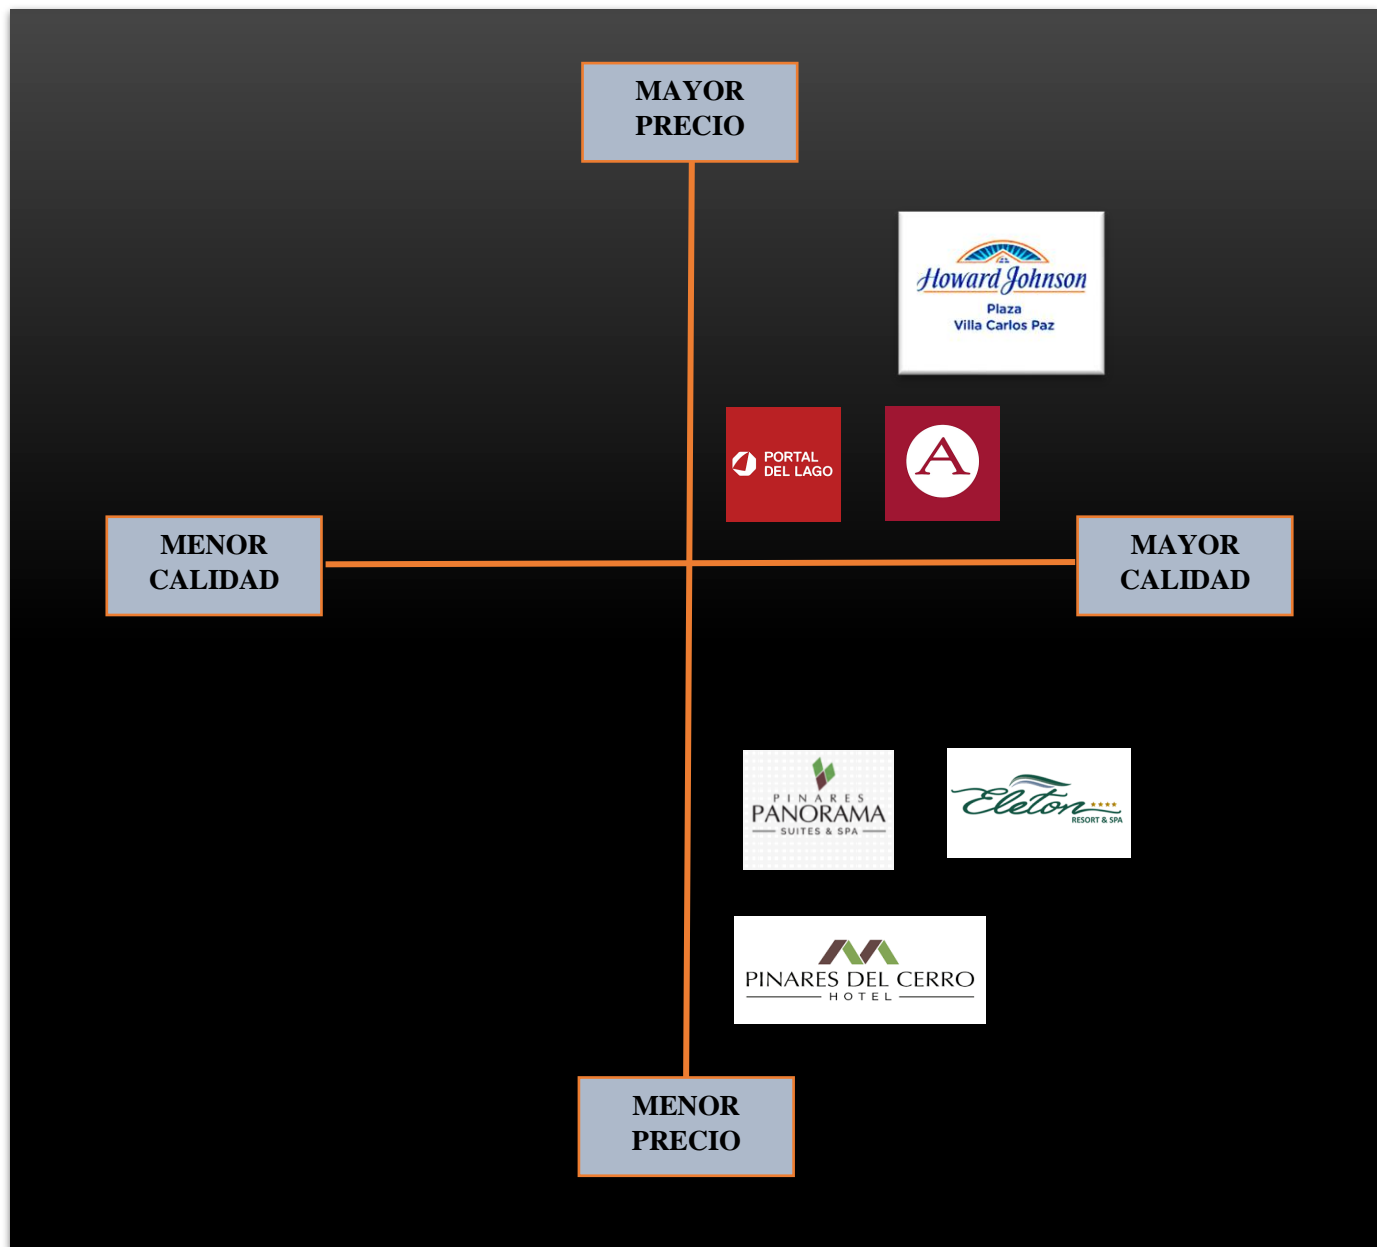 MAYOR
PRECIO
Howard Johnson
Plaza
Villa Carlos Paz
PORTAL
DEL LAGO
A
MENOR
CALIDAD
MAYOR
CALIDAD
PINARES
PANORAMA
SUITES & SPA
Eleton
RESORT & SPA
PINARES DEL CERRO
HOTEL
MENOR
PRECIO